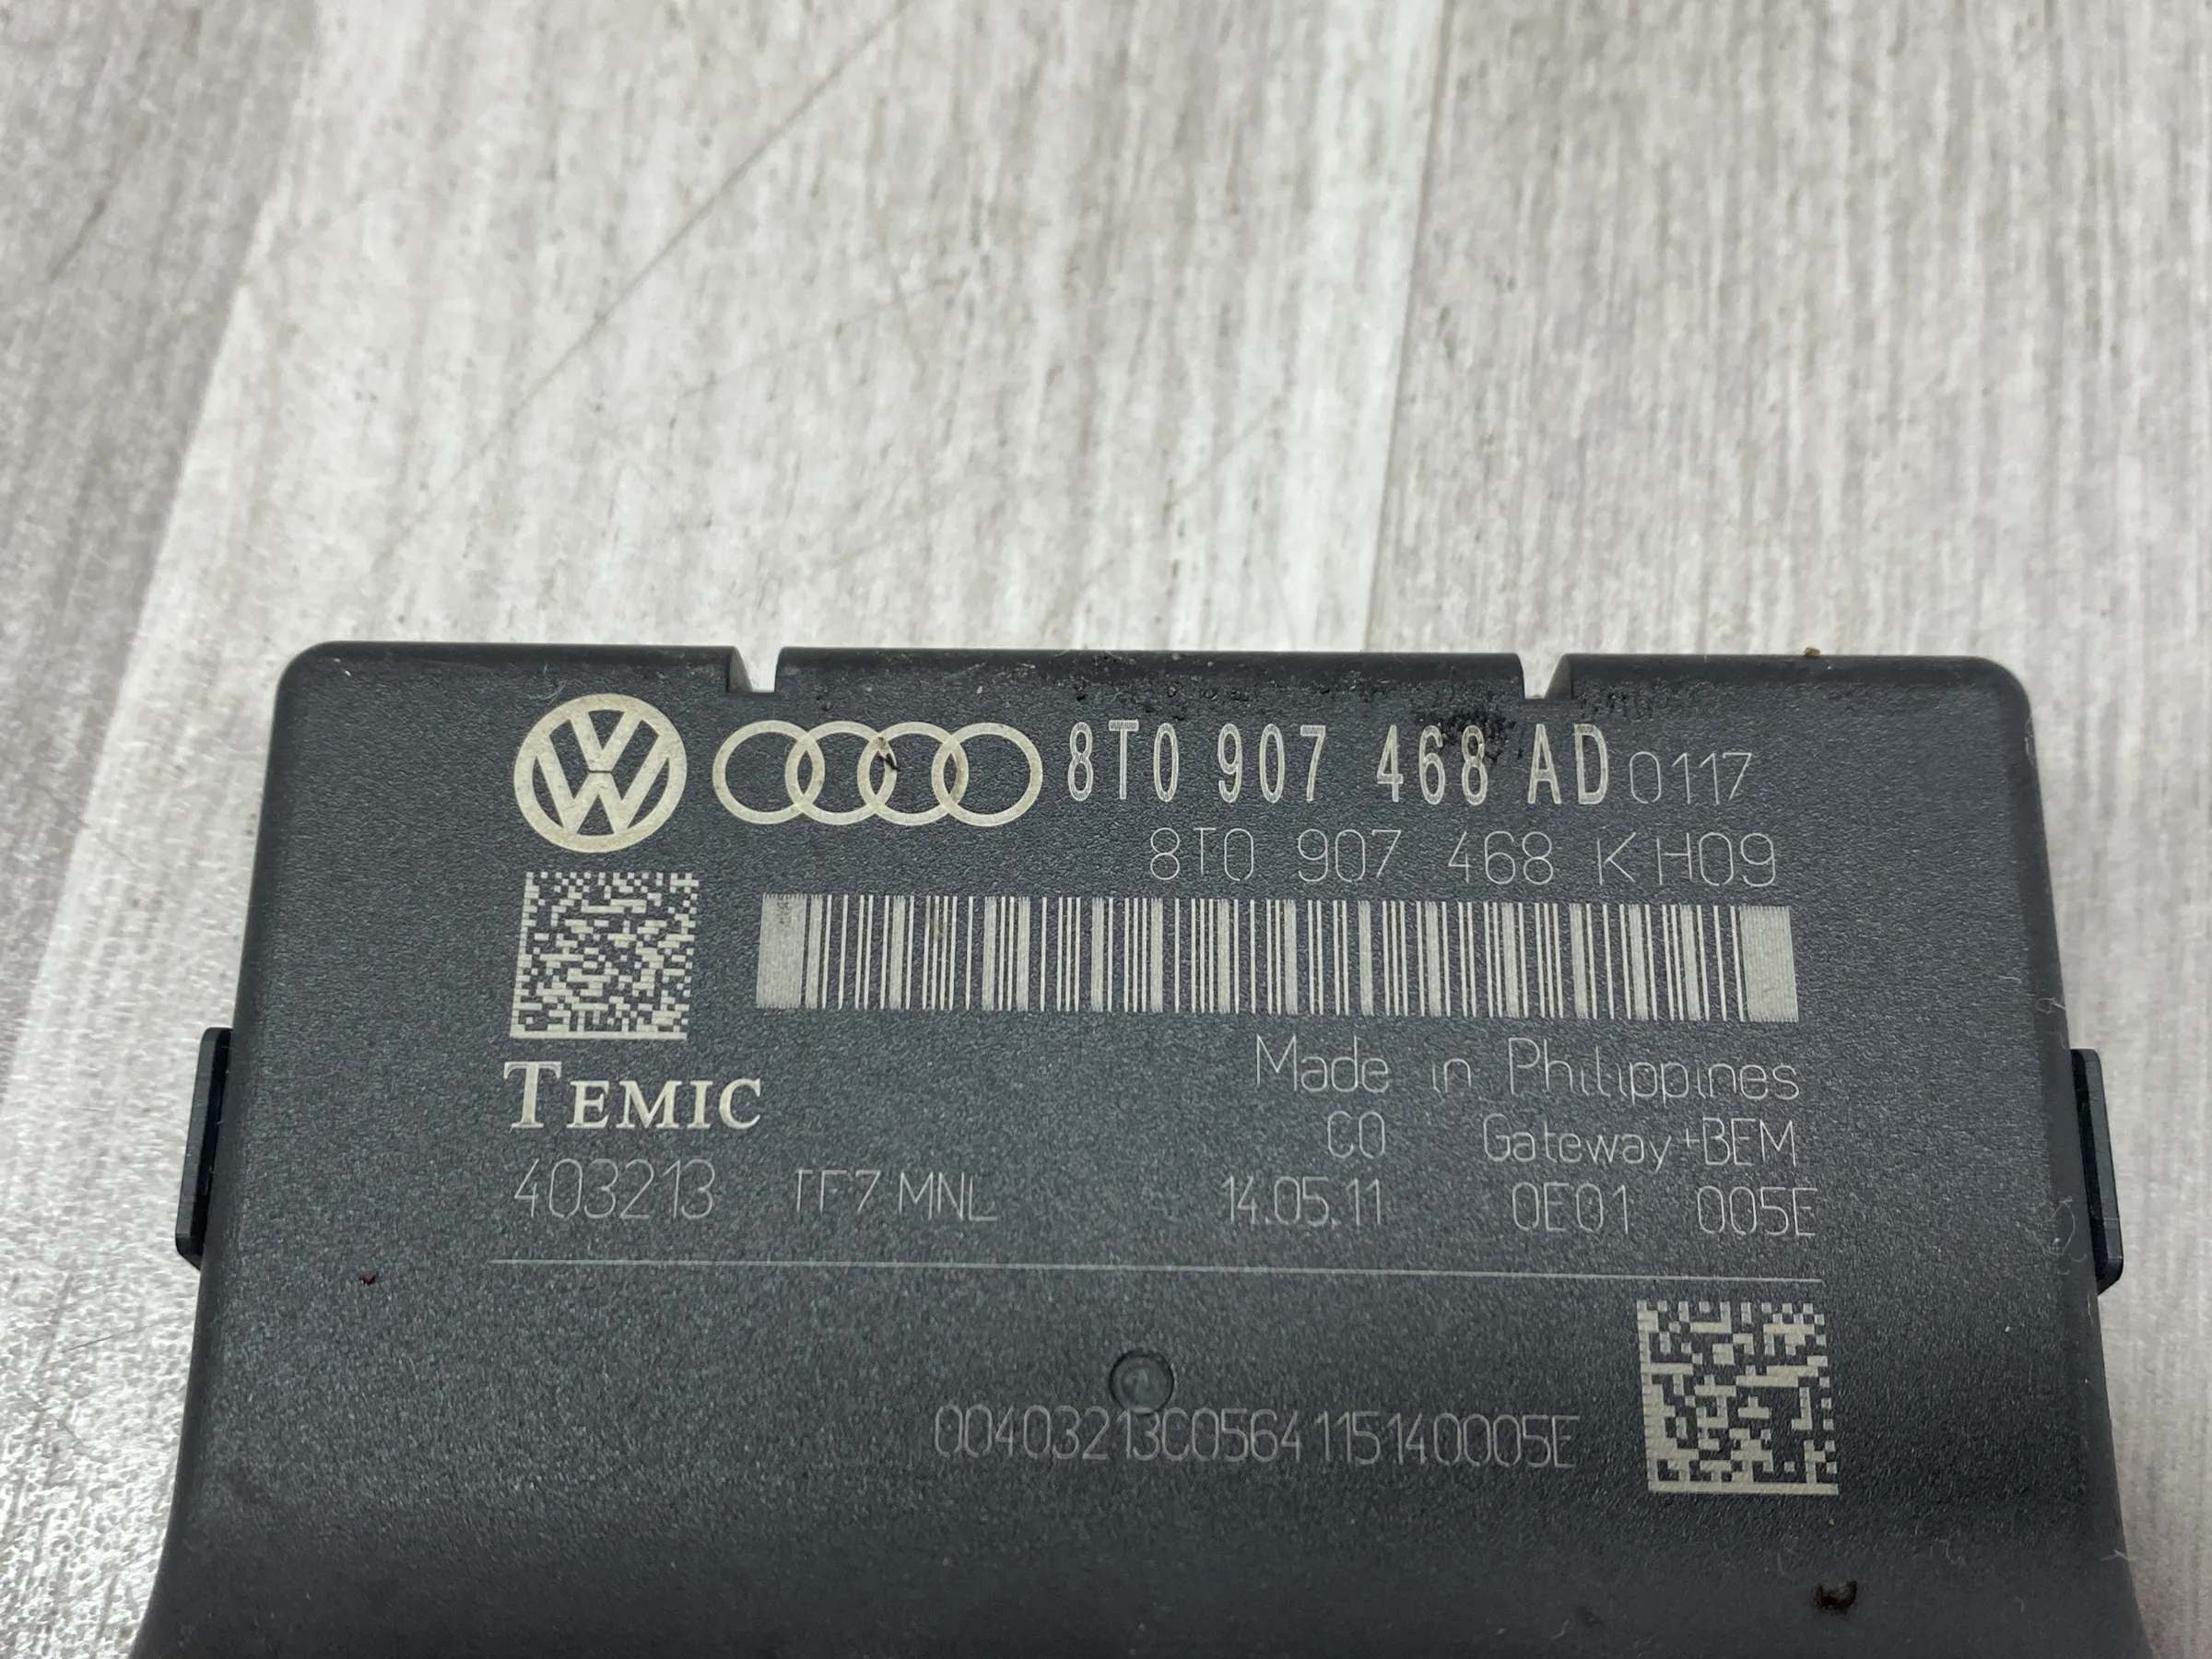 8T0 907 468 AD 0117
8T0 907 468 K H09
TEMIC
Made in Philippines
C0 Gateway+BEM
403213 TF7 MNL 14.05.11 0E01 005E
00403213C0564115140005E